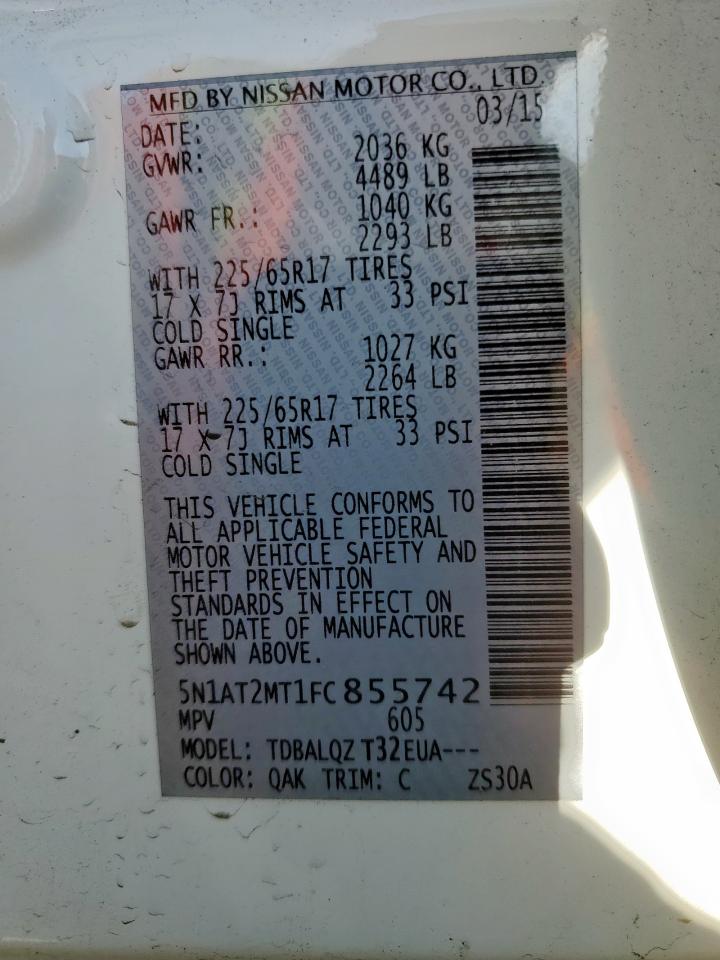 MFD BY NISSAN MOTOR CO., LTD.
DATE: 03/15
GVWR: 2036 KG
4489 LB
GAWR FR.: 1040 KG
2293 LB
WITH 225/65R17 TIRES
17 X 7J RIMS AT 33 PSI
COLD SINGLE
GAWR RR.: 1027 KG
2264 LB
WITH 225/65R17 TIRES
17 X 7J RIMS AT 33 PSI
COLD SINGLE
THIS VEHICLE CONFORMS TO
ALL APPLICABLE FEDERAL
MOTOR VEHICLE SAFETY AND
THEFT PREVENTION
STANDARDS IN EFFECT ON
THE DATE OF MANUFACTURE
SHOWN ABOVE.
5N1AT2MT1FC855742
MPV 605
MODEL: TDBALQZ T32EUA---
COLOR: QAK TRIM: C ZS30A